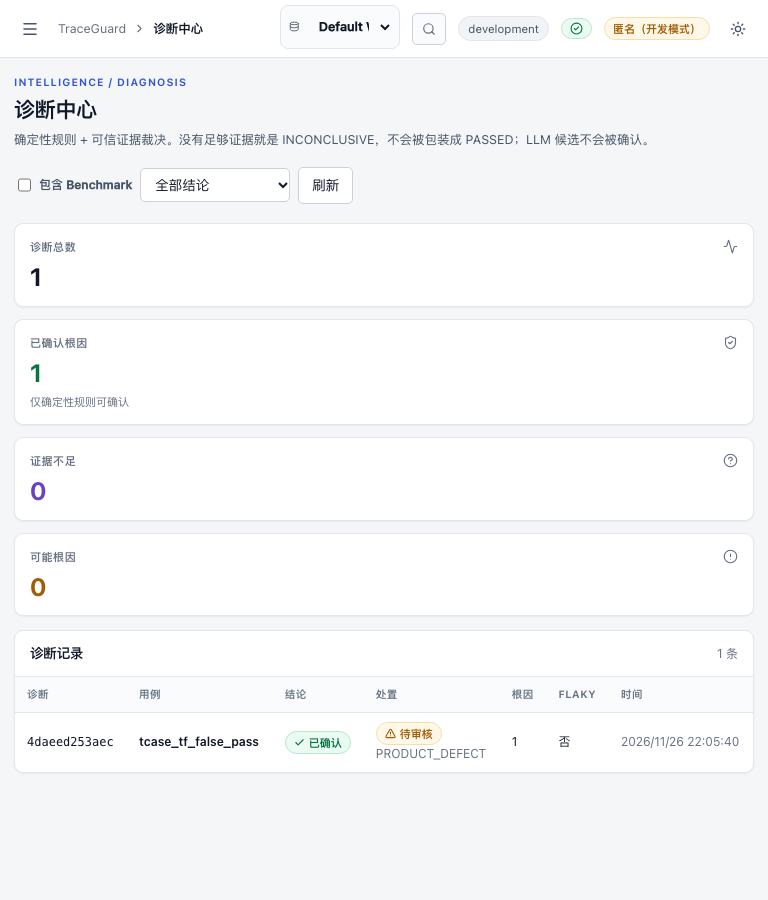 TraceGuard > 诊断中心
Default
development
匿名（开发模式）
INTELLIGENCE / DIAGNOSIS
诊断中心
确定性规则 + 可信证据裁决。没有足够证据就是 INCONCLUSIVE，不会被包装成 PASSED；LLM 候选不会被确认。
包含 Benchmark
全部结论
刷新
诊断总数
1
已确认根因
1
仅确定性规则可确认
证据不足
0
可能根因
0
诊断记录 1 条
诊断 用例 结论 处置 根因 FLAKY 时间
4daeed253aec tcase_tf_false_pass 已确认 待审核 1 否 2026/11/26 22:05:40
PRODUCT_DEFECT